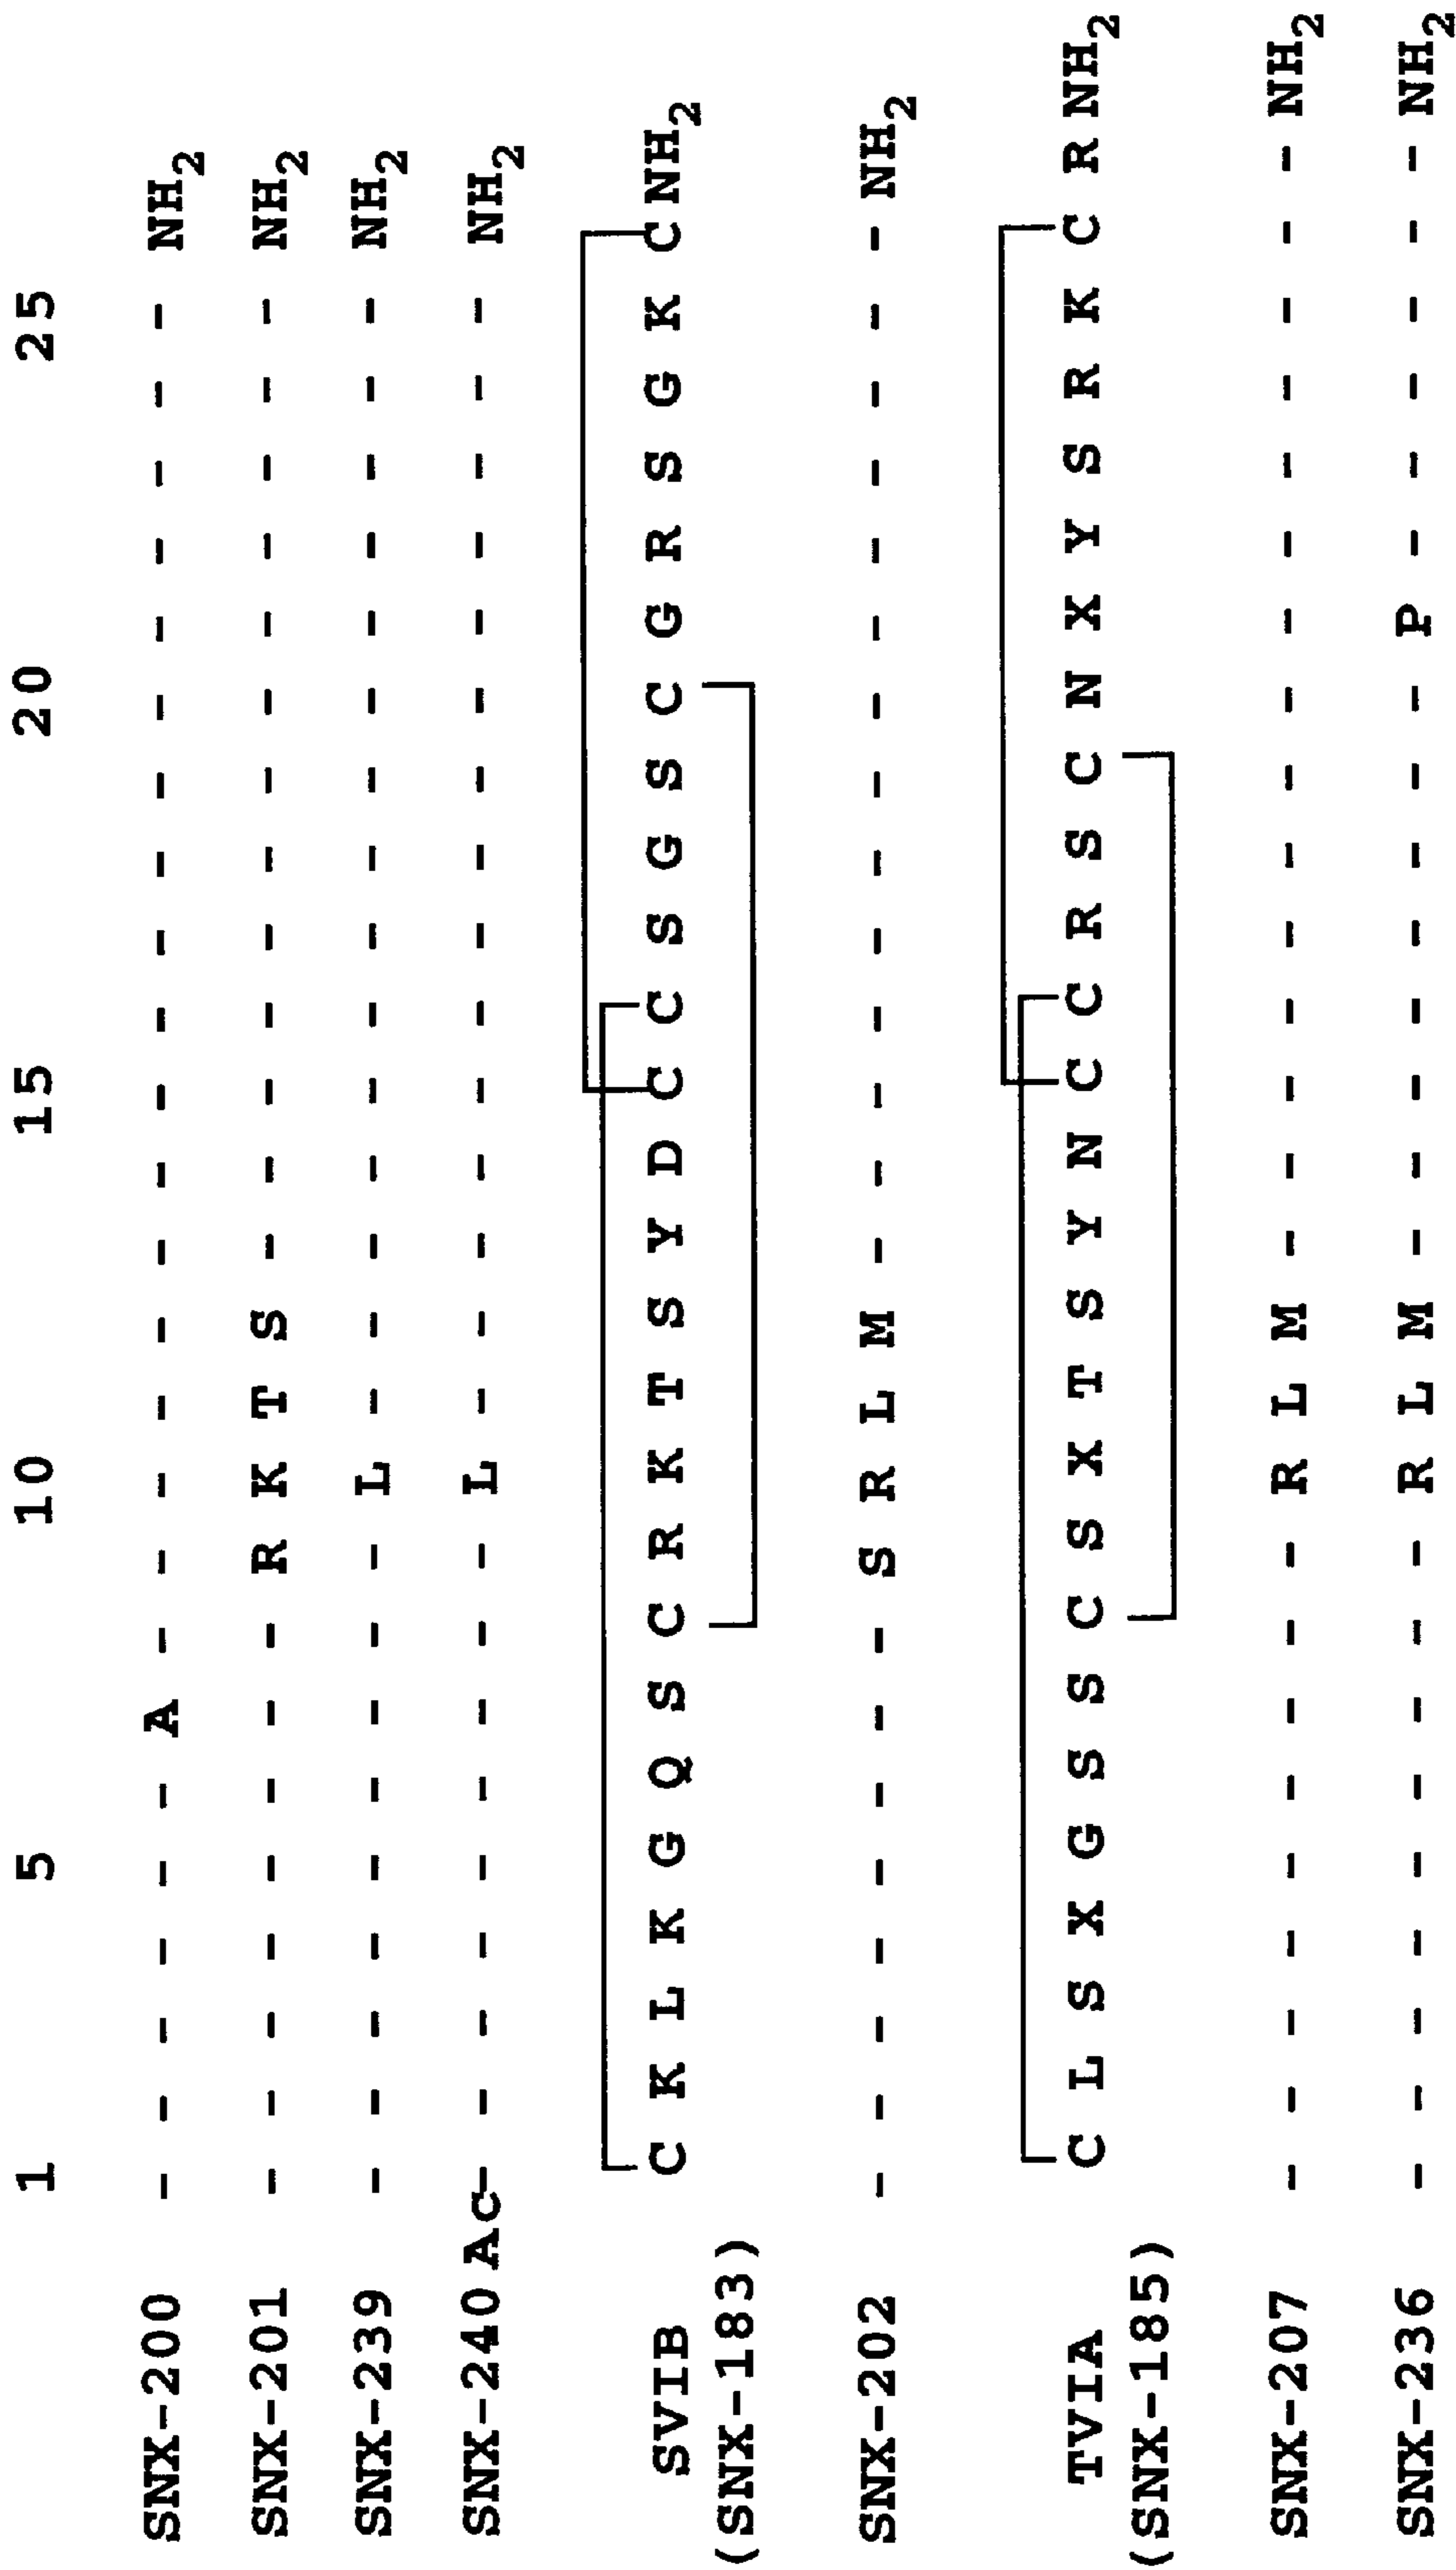 1 5 10 15 20 25
SNX-200 - - - - - - A - - - - - - - - - - - - - - - - - - NH2
SNX-201 - - - - - - - - R K T S - - - - - - - - - - - - - NH2
SNX-239 - - - - - - - - - L - - - - - - - - - - - - - - - NH2
SNX-240 Ac- - - - - - - - - L - - - - - - - - - - - - - - - NH2
SVIB C K L K G Q S C R K T S Y D C C S G S C G R S G K C NH2
(SNX-183)
SNX-202 - - - - - - - - S R L M - - - - - - - - - - - - - - NH2
TVIA C L S X G S S C S X T S Y N C C R S C N X Y S R K C R NH2
(SNX-185)
SNX-207 - - - - - - - - - R L M - - - - - - - - - - - - - - - NH2
SNX-236 - - - - - - - - - R L M - - - - - - - - P - - - - - - NH2